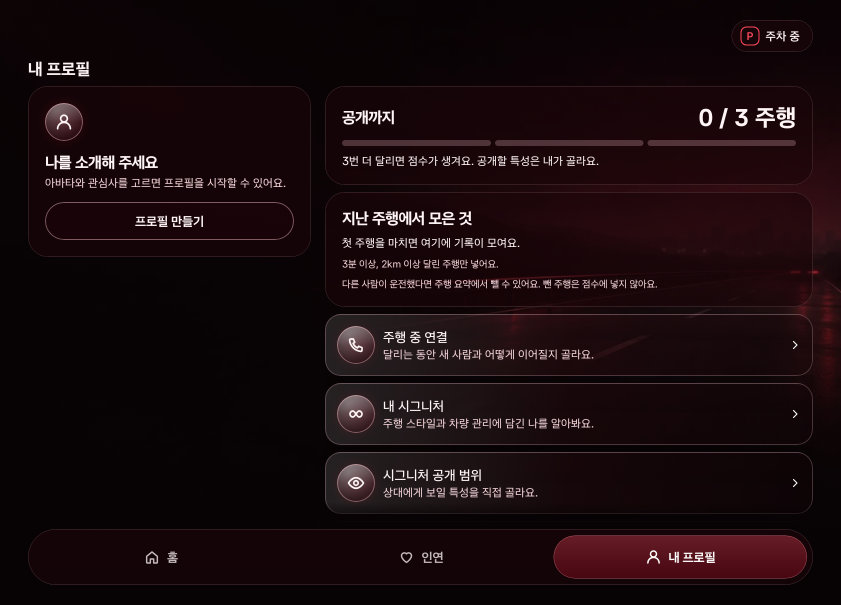 P 주차 중
내 프로필
나를 소개해 주세요
아바타와 관심사를 고르면 프로필을 시작할 수 있어요.
프로필 만들기
공개까지
0 / 3 주행
3번 더 달리면 점수가 생겨요. 공개할 특성은 내가 골라요.
지난 주행에서 모은 것
첫 주행을 마치면 여기에 기록이 모여요.
3분 이상, 2km 이상 달린 주행만 넣어요.
다른 사람이 운전했다면 주행 요약에서 뺄 수 있어요. 뺀 주행은 점수에 넣지 않아요.
주행 중 연결
달리는 동안 새 사람과 어떻게 이어질지 골라요.
내 시그니처
주행 스타일과 차량 관리에 담긴 나를 알아봐요.
시그니처 공개 범위
상대에게 보일 특성을 직접 골라요.
홈
인연
내 프로필